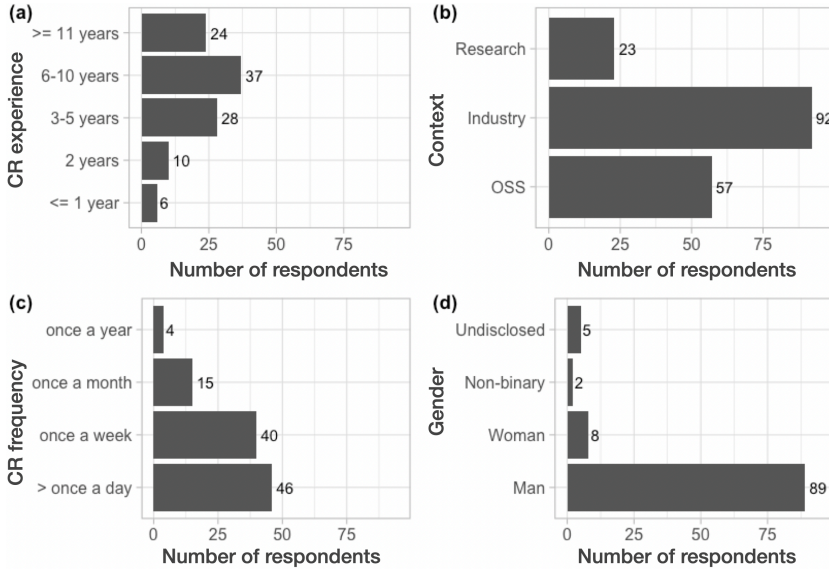 (a)
CR experience
>= 11 years 24
6-10 years 37
3-5 years 28
2 years 10
<= 1 year 6
0 25 50 75
Number of respondents
(b)
Context
Research 23
Industry 92
OSS 57
0 25 50 75
Number of respondents
(c)
CR frequency
once a year 4
once a month 15
once a week 40
> once a day 46
0 25 50 75
Number of respondents
(d)
Gender
Undisclosed 5
Non-binary 2
Woman 8
Man 89
0 25 50 75
Number of respondents